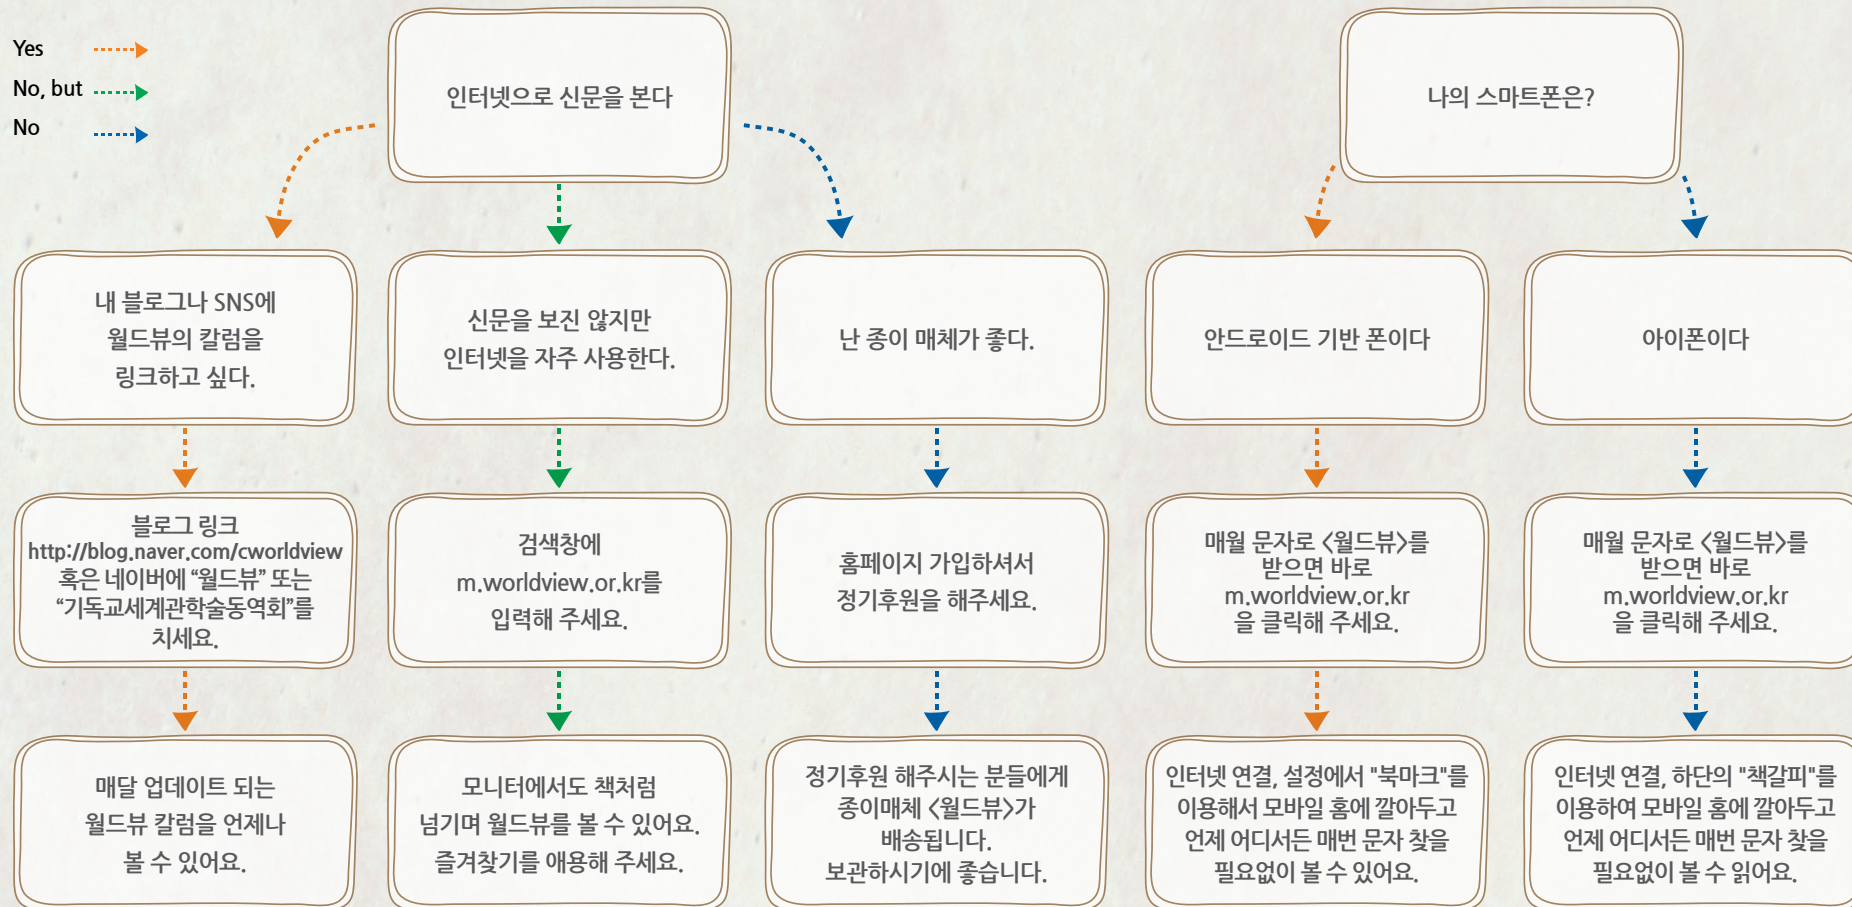 Yes
No, but
No
인터넷으로 신문을 본다
나의 스마트폰은?
내 블로그나 SNS에
월드뷰의 칼럼을
링크하고 싶다.
신문을 보진 않지만
인터넷을 자주 사용한다.
난 종이 매체가 좋다.
안드로이드 기반 폰이다
아이폰이다
블로그 링크
http://blog.naver.com/cworldview
혹은 네이버에 “월드뷰” 또는
“기독교세계관학술동역회”를
치세요.
검색창에
m.worldview.or.kr를
입력해 주세요.
홈페이지 가입하셔서
정기후원을 해주세요.
매월 문자로 <월드뷰>를
받으면 바로
m.worldview.or.kr
을 클릭해 주세요.
매월 문자로 <월드뷰>를
받으면 바로
m.worldview.or.kr
을 클릭해 주세요.
매달 업데이트 되는
월드뷰 칼럼을 언제나
볼 수 있어요.
모니터에서도 책처럼
넘기며 월드뷰를 볼 수 있어요.
즐겨찾기를 애용해 주세요.
정기후원 해주시는 분들에게
종이매체 <월드뷰>가
배송됩니다.
보관하시기에 좋습니다.
인터넷 연결, 설정에서 "북마크"를
이용해서 모바일 홈에 깔아두고
언제 어디서든 매번 문자 찾을
필요없이 볼 수 있어요.
인터넷 연결, 하단의 "책갈피"를
이용하여 모바일 홈에 깔아두고
언제 어디서든 매번 문자 찾을
필요없이 볼 수 읽어요.